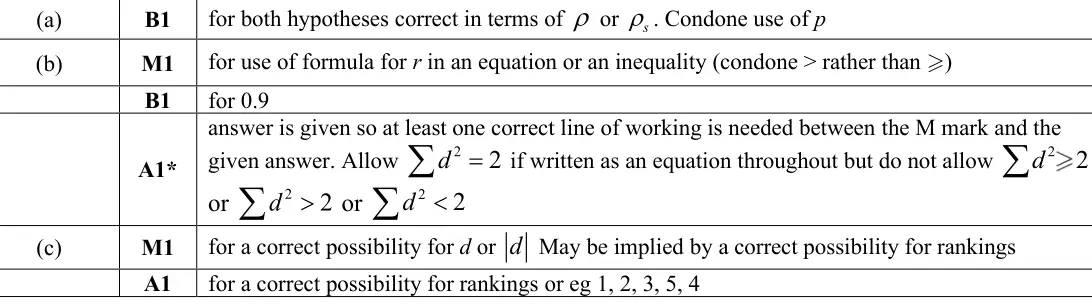 (a) B1 for both hypotheses correct in terms of ρ or ρₛ. Condone use of p
(b) M1 for use of formula for r in an equation or an inequality (condone > rather than ⩾)
B1 for 0.9
answer is given so at least one correct line of working is needed between the M mark and the
A1* given answer. Allow ∑d² = 2 if written as an equation throughout but do not allow ∑d²⩾2
or ∑d² > 2 or ∑d² < 2
(c) M1 for a correct possibility for d or |d| May be implied by a correct possibility for rankings
A1 for a correct possibility for rankings or eg 1, 2, 3, 5, 4